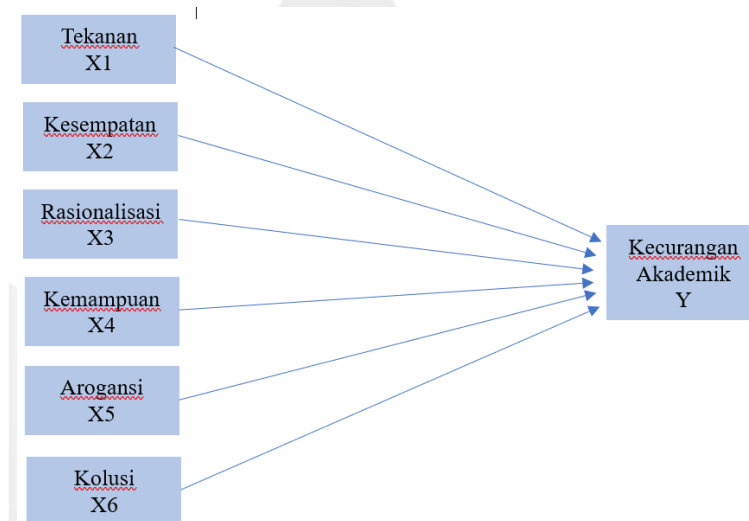 Tekanan
X1
Kesempatan
X2
Rasionalisasi
X3
Kemampuan
X4
Arogansi
X5
Kolusi
X6
Kecurangan
Akademik
Y